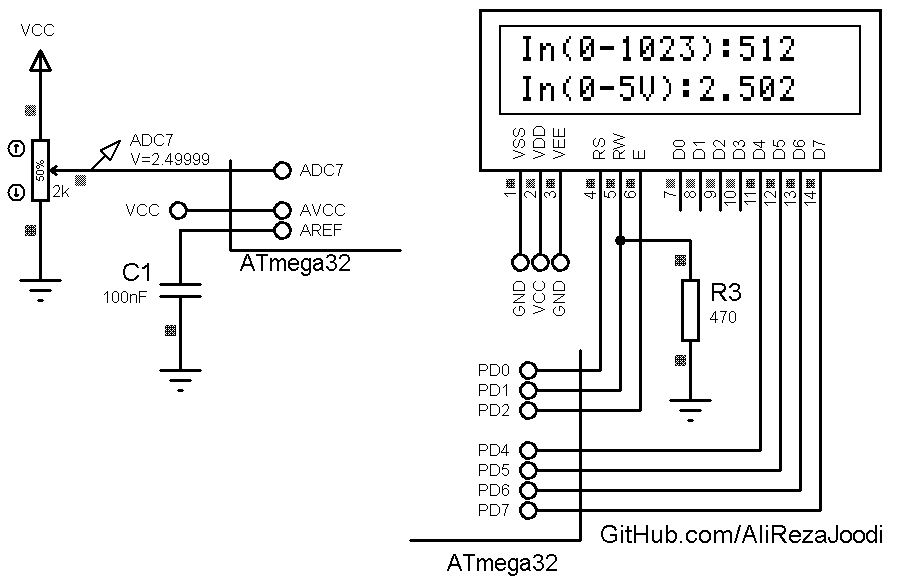 VCC
50%
2k
ADC7
V=2.49999
ADC7
VCC
AVCC
AREF
ATmega32
C1
100nF
In(0-1023):512
In(0-5V):2.502
VSS
VDD
VEE
RS
RW
E
D0
D1
D2
D3
D4
D5
D6
D7
1
2
3
4
5
6
7
8
9
10
11
12
13
14
GND
VCC
GND
R3
470
PD0
PD1
PD2
PD4
PD5
PD6
PD7
GitHub.com/AliRezaJoodi
ATmega32